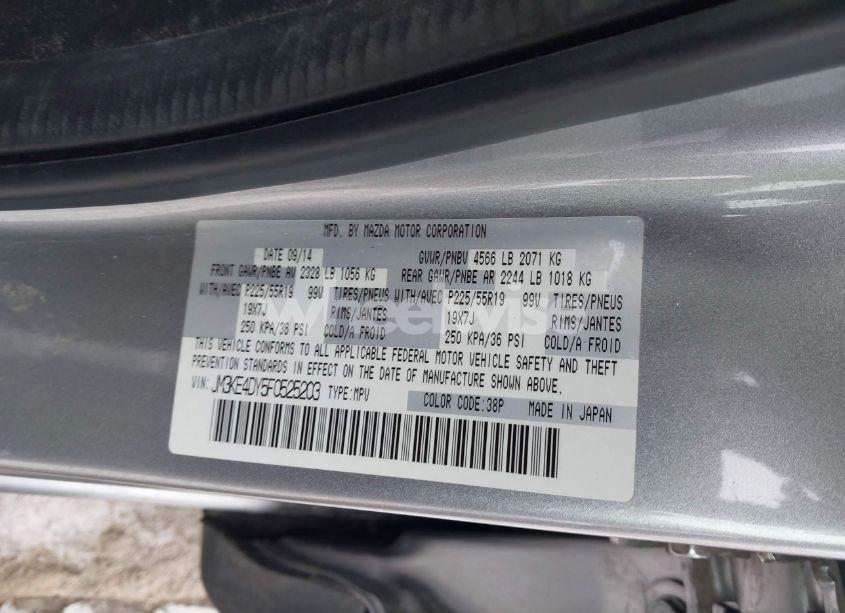 MFD. BY MAZDA MOTOR CORPORATION
DATE 09/14 GVWR/PNBV 4566 LB 2071 KG
FRONT GAWR/PNBE AV 2328 LB 1056 KG REAR GAWR/PNBE AR 2244 LB 1018 KG
WITH/AVEC P225/55R19 99V TIRES/PNEUS WITH/AVEC P225/55R19 99V TIRES/PNEUS
19X7J RIMS/JANTES 19X7J RIMS/JANTES
250 KPA/36 PSI COLD/A FROID 250 KPA/36 PSI COLD/A FROID
THIS VEHICLE CONFORMS TO ALL APPLICABLE FEDERAL MOTOR VEHICLE SAFETY AND THEFT
PREVENTION STANDARDS IN EFFECT ON THE DATE OF MANUFACTURE SHOWN ABOVE.
JM3KE4DY5F0525203 TYPE:MPV COLOR CODE:38P MADE IN JAPAN